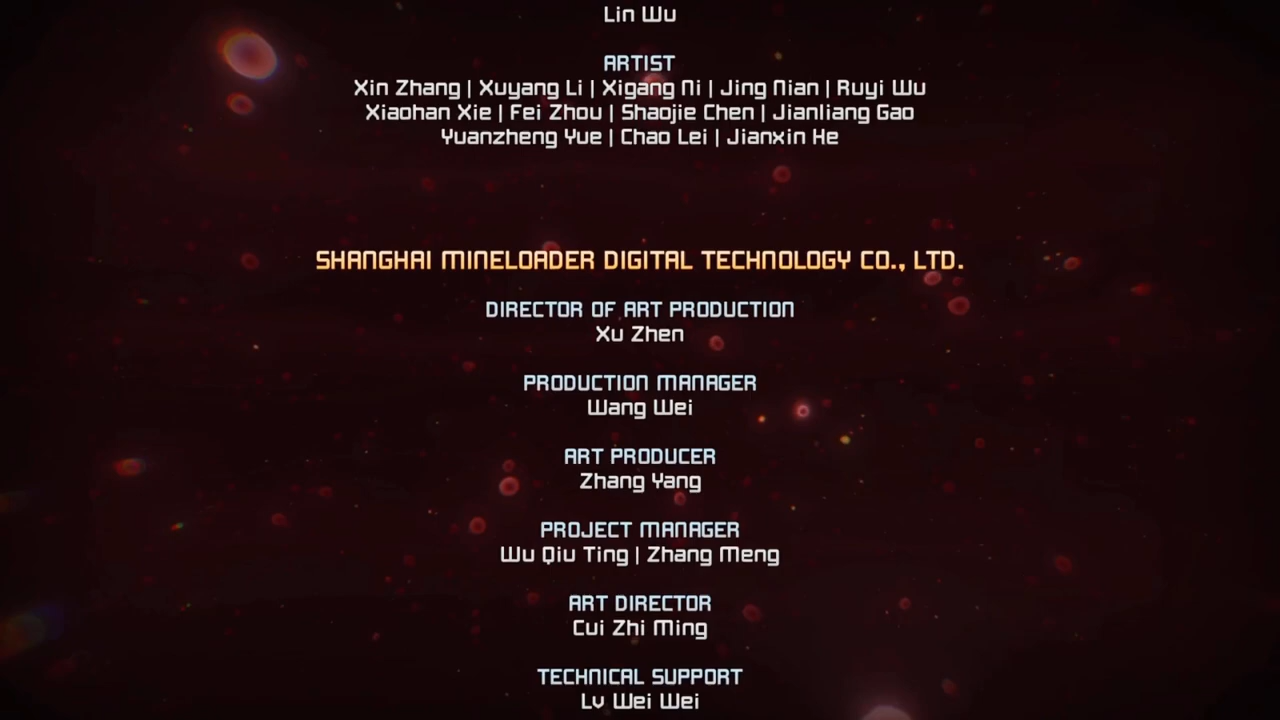 Lin Wu
ARTIST
Xin Zhang | Xuyang Li | Xigang Ni | Jing Nian | Ruyi Wu
Xiaohan Xie | Fei Zhou | Shaojie Chen | Jianliang Gao
Yuanzheng Yue | Chao Lei | Jianxin He
SHANGHAI MINELOADER DIGITAL TECHNOLOGY CO., LTD.
DIRECTOR OF ART PRODUCTION
Xu Zhen
PRODUCTION MANAGER
Wang Wei
ART PRODUCER
Zhang Yang
PROJECT MANAGER
Wu Qiu Ting | Zhang Meng
ART DIRECTOR
Cui Zhi Ming
TECHNICAL SUPPORT
Lv Wei Wei